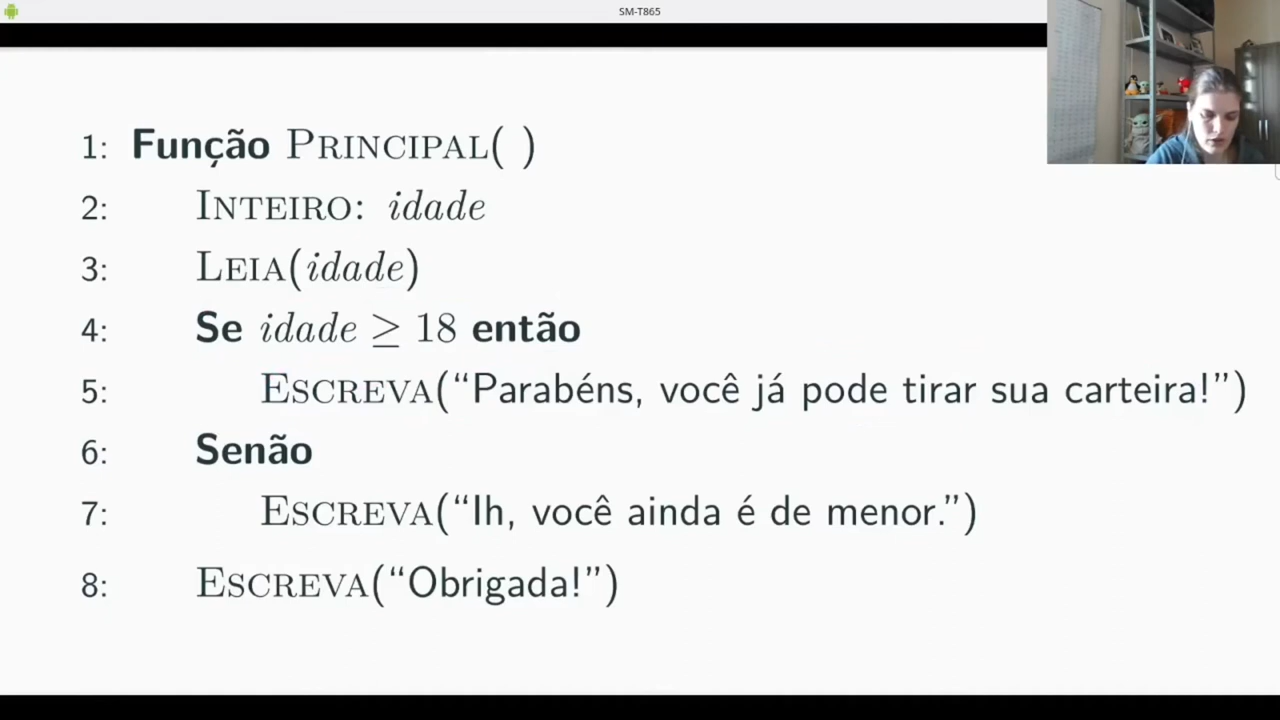 SM-T865
1: Função Principal( )
2: Inteiro: idade
3: Leia(idade)
4: Se idade ≥ 18 então
5: Escreva(“Parabéns, você já pode tirar sua carteira!”)
6: Senão
7: Escreva(“Ih, você ainda é de menor.”)
8: Escreva(“Obrigada!”)